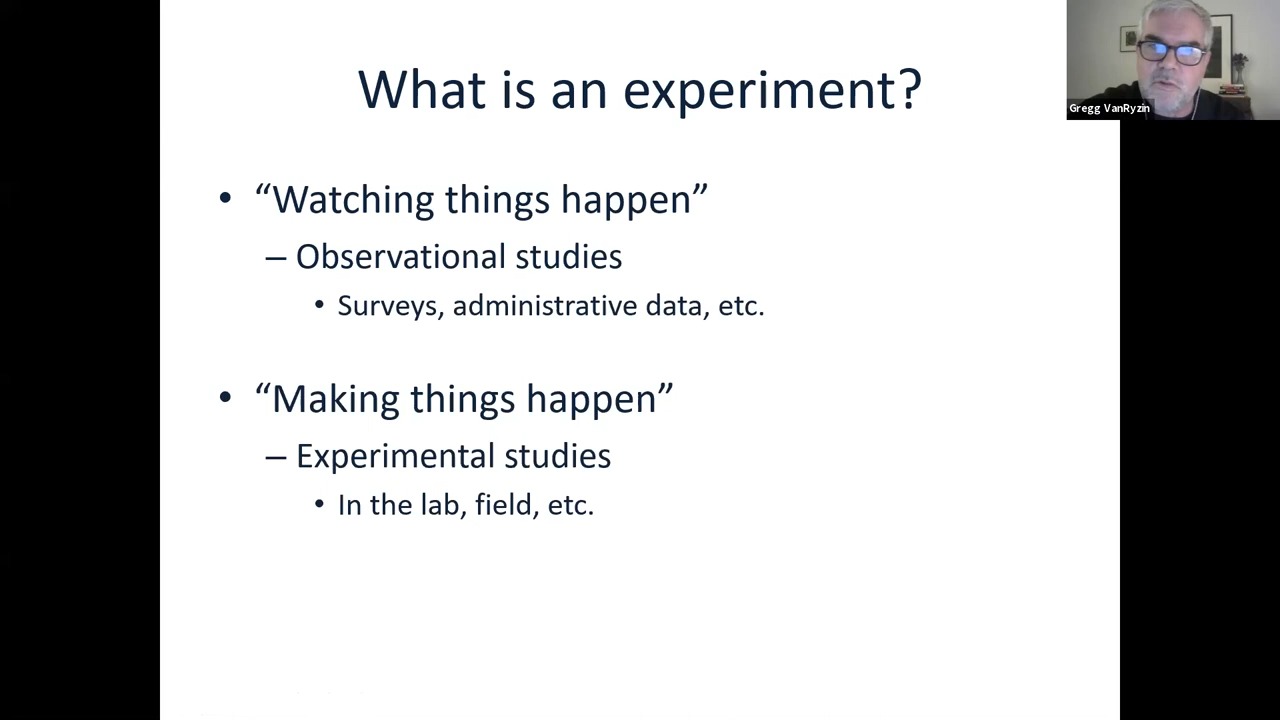 What is an experiment?
Gregg VanRyzin
• “Watching things happen”
– Observational studies
• Surveys, administrative data, etc.
• “Making things happen”
– Experimental studies
• In the lab, field, etc.